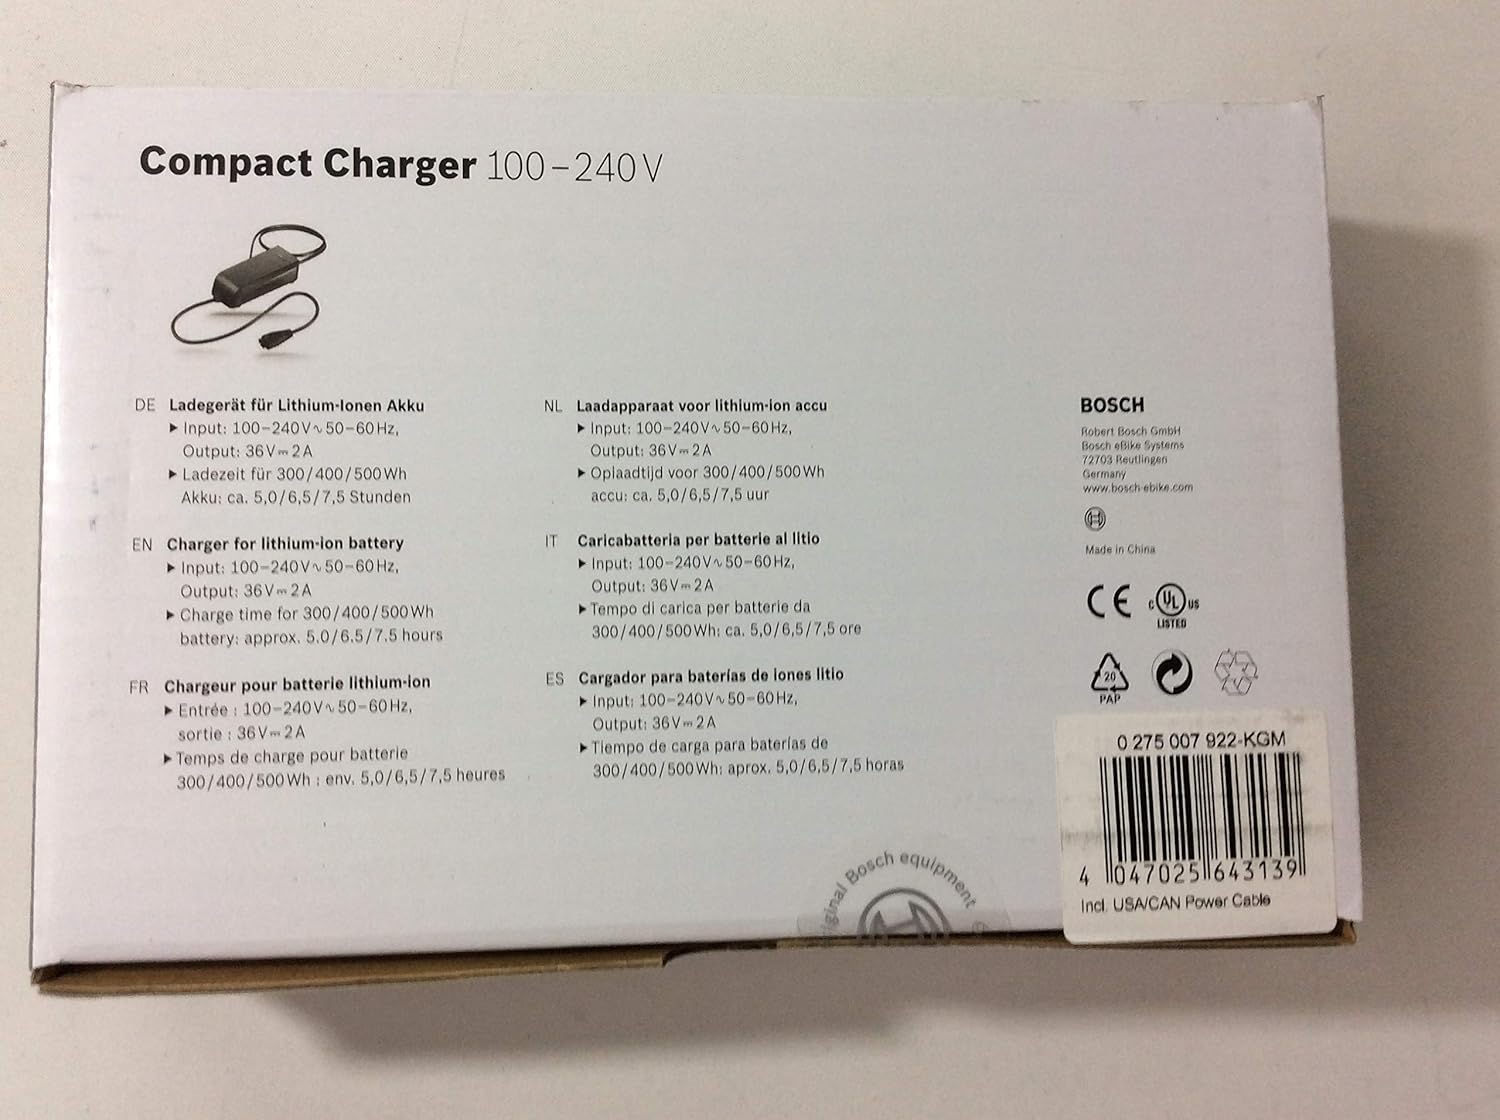 Compact Charger 100–240 V
DE Ladegerät für Lithium-Ionen Akku
▶ Input: 100–240 V ∿ 50–60 Hz,
Output: 36 V ⎓ 2 A
▶ Ladezeit für 300/400/500 Wh
Akku: ca. 5,0/6,5/7,5 Stunden
EN Charger for lithium-ion battery
▶ Input: 100–240 V ∿ 50–60 Hz,
Output: 36 V ⎓ 2 A
▶ Charge time for 300/400/500 Wh
battery: approx. 5.0/6.5/7.5 hours
FR Chargeur pour batterie lithium-ion
▶ Entrée : 100–240 V ∿ 50–60 Hz,
sortie : 36 V ⎓ 2 A
▶ Temps de charge pour batterie
300/400/500 Wh : env. 5,0/6,5/7,5 heures
NL Laadapparaat voor lithium-ion accu
▶ Input: 100–240 V ∿ 50–60 Hz,
Output: 36 V ⎓ 2 A
▶ Oplaadtijd voor 300/400/500 Wh
accu: ca. 5,0/6,5/7,5 uur
IT Caricabatteria per batterie al litio
▶ Input: 100–240 V ∿ 50–60 Hz,
Output: 36 V ⎓ 2 A
▶ Tempo di carica per batterie da
300/400/500 Wh: ca. 5,0/6,5/7,5 ore
ES Cargador para baterías de iones litio
▶ Input: 100–240 V ∿ 50–60 Hz,
Output: 36 V ⎓ 2 A
▶ Tiempo de carga para baterías de
300/400/500 Wh: aprox. 5,0/6,5/7,5 horas
BOSCH
Robert Bosch GmbH
Bosch eBike Systems
72703 Reutlingen
Germany
www.bosch-ebike.com
Made in China
CE c UL us
LISTED
20
PAP
0 275 007 922-KGM
4 047025 643139
Incl. USA/CAN Power Cable
Bosch equipment